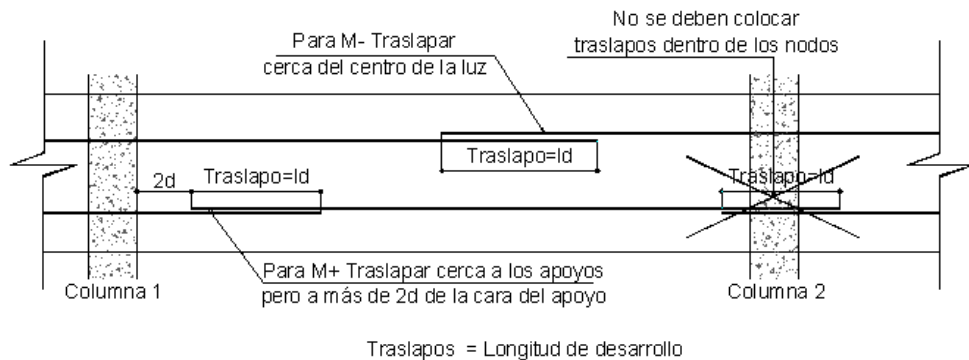 No se deben colocar
traslapos dentro de los nodos
Para M- Traslapar
cerca del centro de la luz
Traslapo=ld
2d
Traslapo=ld
Traslapo=ld
Para M+ Traslapar cerca a los apoyos
pero a más de 2d de la cara del apoyo
Columna 1
Columna 2
Traslapos = Longitud de desarrollo